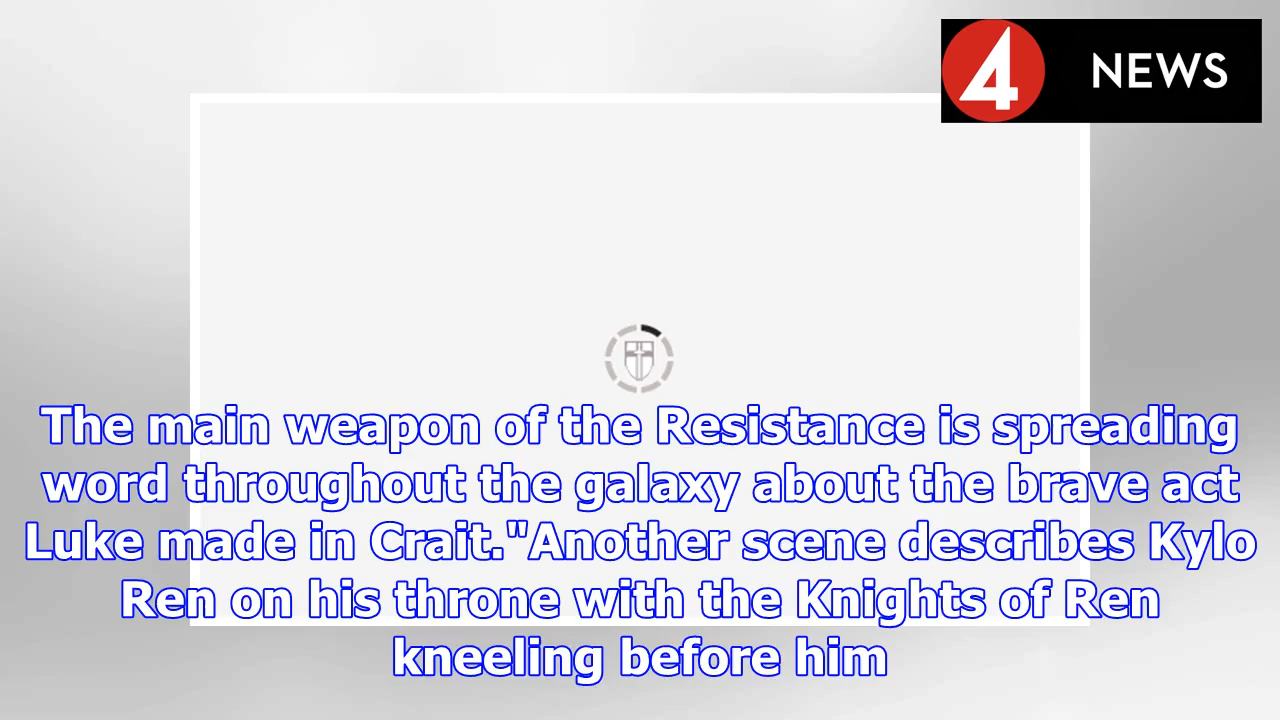 4 NEWS
The main weapon of the Resistance is spreading
word throughout the galaxy about the brave act
Luke made in Crait."Another scene describes Kylo
Ren on his throne with the Knights of Ren
kneeling before him